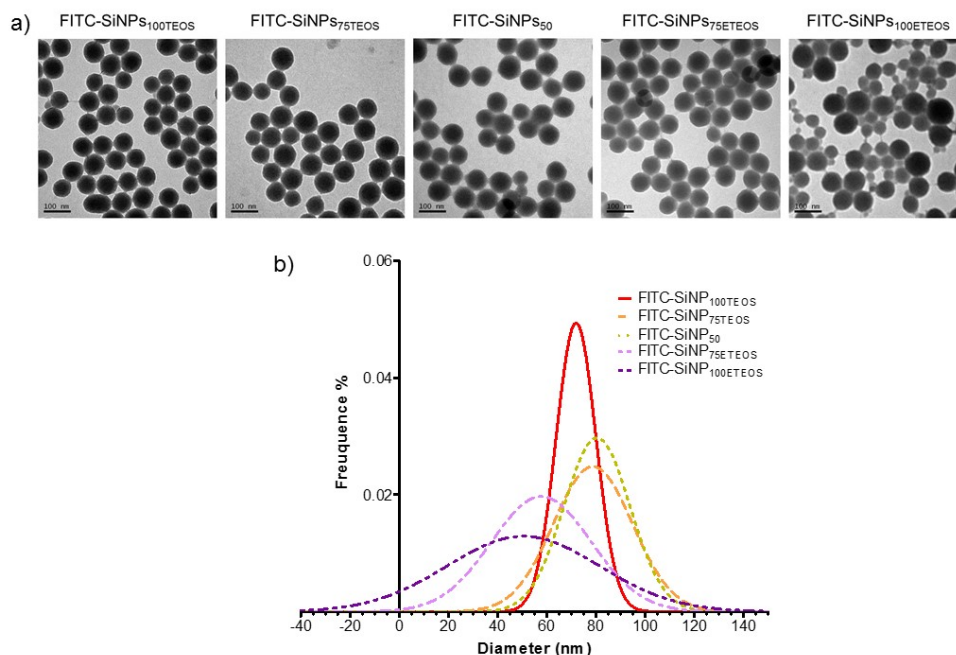 a) FITC-SiNPs100TEOS FITC-SiNPs75TEOS FITC-SiNPs50 FITC-SiNPs75ETEOS FITC-SiNPs100ETEOS
100 nm 100 nm 100 nm 100 nm 100 nm
b)
0.06
0.04
0.02
0.00
Freuquence %
FITC-SiNP100TEOS
FITC-SiNP75TEOS
FITC-SiNP50
FITC-SiNP75ETEOS
FITC-SiNP100ETEOS
-40 -20 0 20 40 60 80 100 120 140
Diameter (nm)